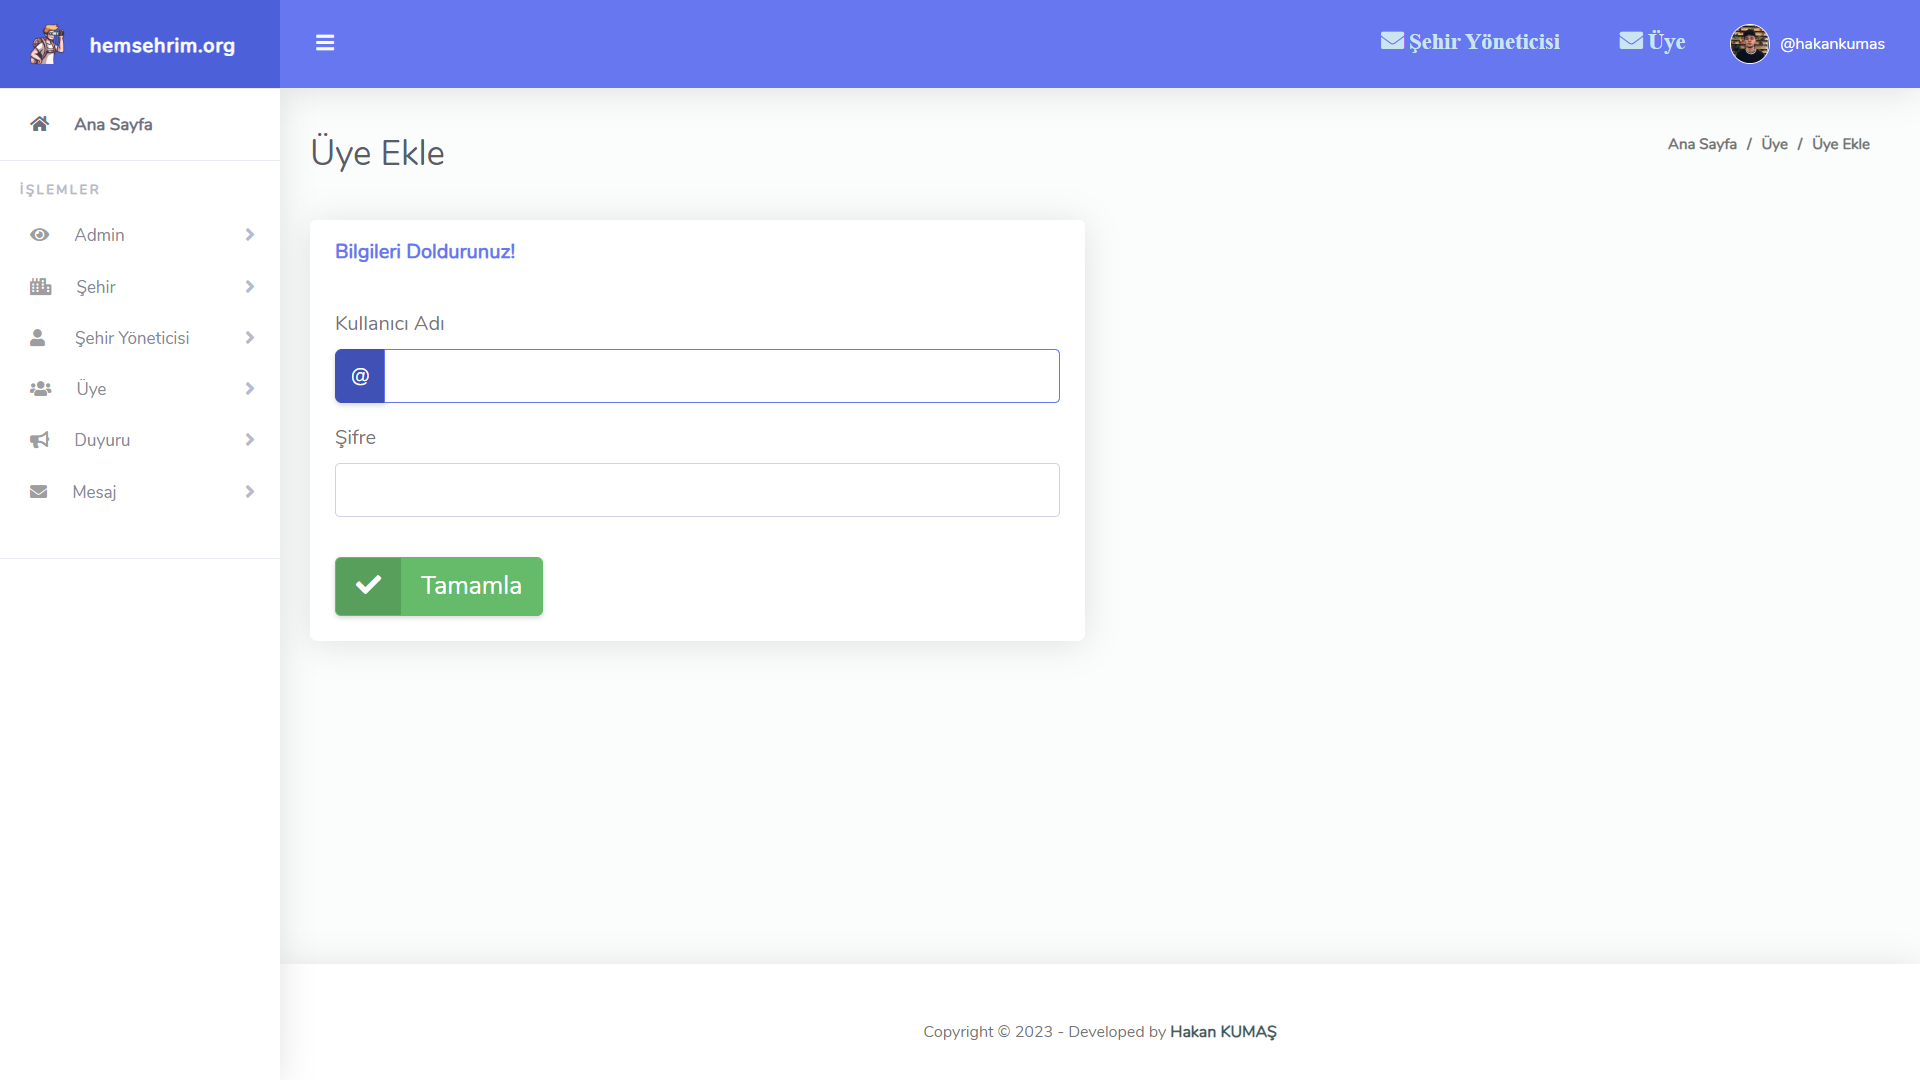 hemsehrim.org
Şehir Yöneticisi
Üye
@hakankumas
Ana Sayfa
İŞLEMLER
Admin
Şehir
Şehir Yöneticisi
Üye
Duyuru
Mesaj
Üye Ekle
Ana Sayfa / Üye / Üye Ekle
Bilgileri Doldurunuz!
Kullanıcı Adı
@
Şifre
Tamamla
Copyright © 2023 - Developed by Hakan KUMAŞ